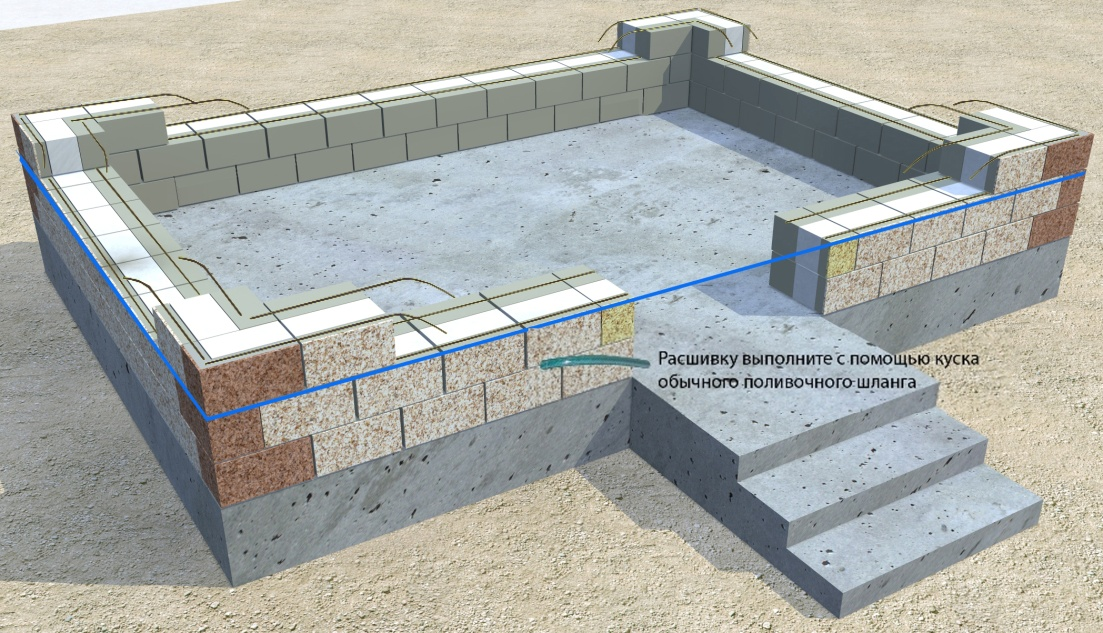 Расшивку выполните с помощью куска
обычного поливочного шланга